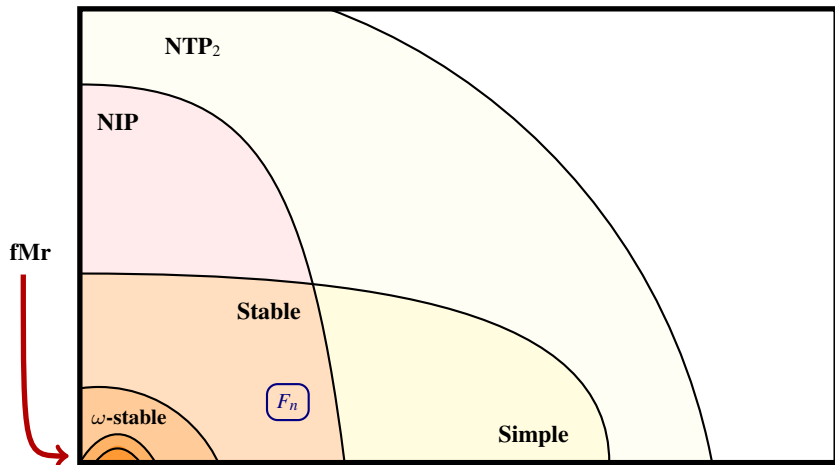 NTP₂
NIP
fMr
Stable
ω-stable
Fₙ
Simple